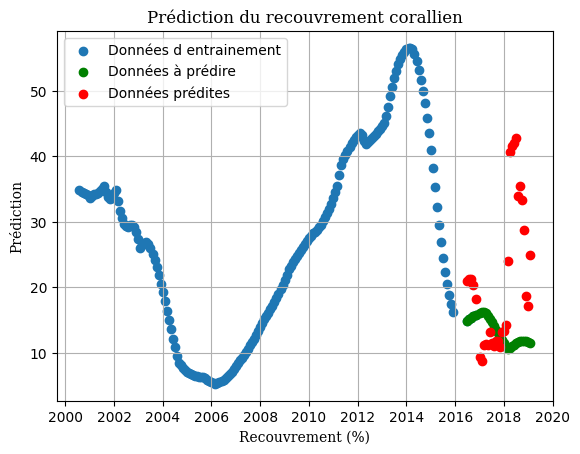 Prédiction du recouvrement corallien
Données d entrainement
Données à prédire
Données prédites
Prédiction
50
40
30
20
10
2000 2002 2004 2006 2008 2010 2012 2014 2016 2018 2020
Recouvrement (%)